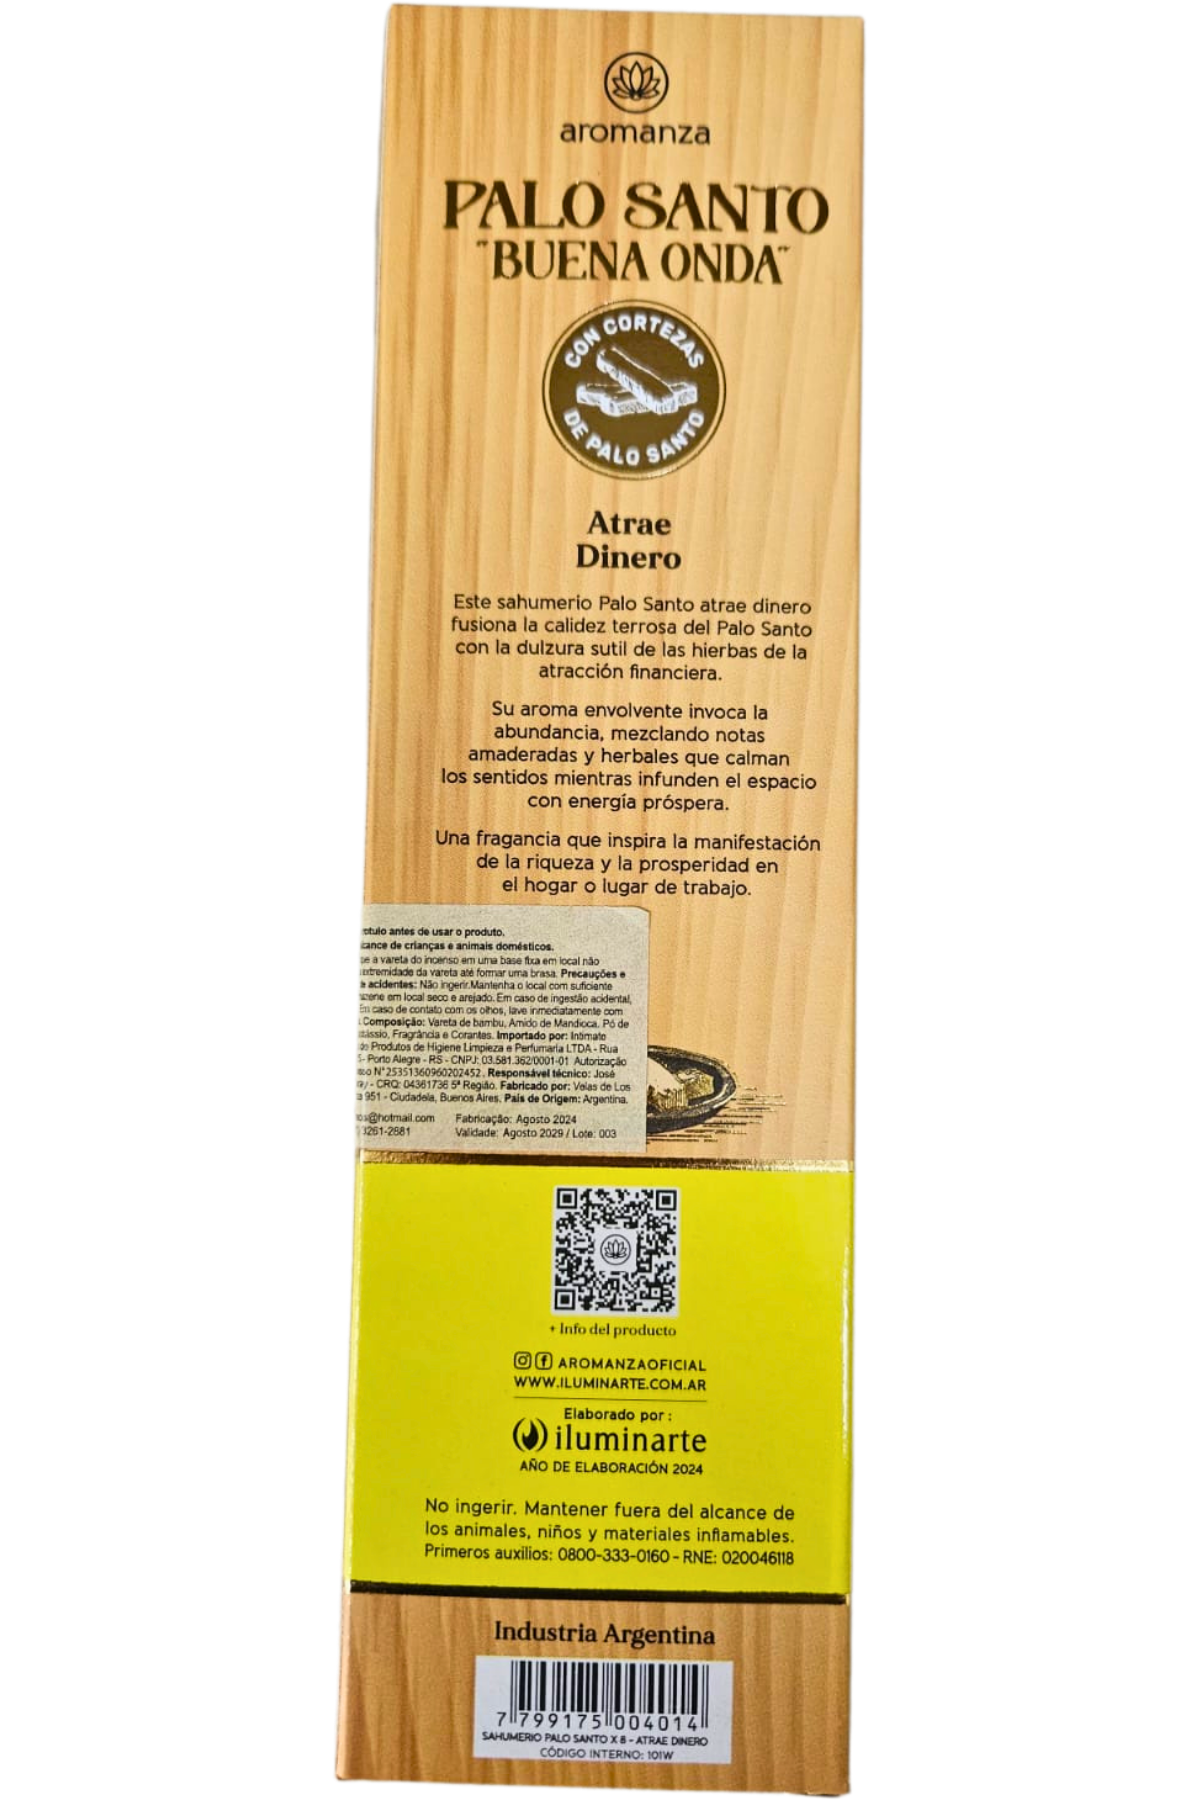 aromanza
PALO SANTO
"BUENA ONDA"
CON CORTEZAS
DE PALO SANTO
Atrae
Dinero
Este sahumerio Palo Santo atrae dinero
fusiona la calidez terrosa del Palo Santo
con la dulzura sutil de las hierbas de la
atracción financiera.
Su aroma envolvente invoca la
abundancia, mezclando notas
amaderadas y herbales que calman
los sentidos mientras infunden el espacio
con energía próspera.
Una fragancia que inspira la manifestación
de la riqueza y la prosperidad en
el hogar o lugar de trabajo.
antes de usar o produto.
de crianças e animais domésticos.
a vareta do incenso em uma base fixa em local não
extremidade da vareta até formar uma brasa. Precauções e
acidentes: Não ingerir.Mantenha o local com suficiente
em local seco e arejado. Em caso de ingestão acidental,
Em caso de contato com os olhos, lave inmediatamente com
Composição: Vareta de bambu, Amido de Mandioca, Pó de
Fragrância e Corantes. Importado por: Intimato
Produtos de Higiene Limpieza e Perfumaria LTDA - Rua
- Porto Alegre - RS - CNPJ: 03.581.362/0001-01 Autorização
N°25351360960202452. Responsável técnico: José
- CRQ: 04361736 5ª Região. Fabricado por: Velas de Los
951 - Ciudadela, Buenos Aires. País de Origem: Argentina.
@hotmail.com Fabricação: Agosto 2024
3261-2681 Validade: Agosto 2029 / Lote: 003
+ Info del producto
AROMANZAOFICIAL
WWW.ILUMINARTE.COM.AR
Elaborado por :
iluminarte
AÑO DE ELABORACIÓN 2024
No ingerir. Mantener fuera del alcance de
los animales, niños y materiales inflamables.
Primeros auxilios: 0800-333-0160 - RNE: 020046118
Industria Argentina
7 799175 004014
SAHUMERIO PALO SANTO X 8 - ATRAE DINERO
CÓDIGO INTERNO: 101W